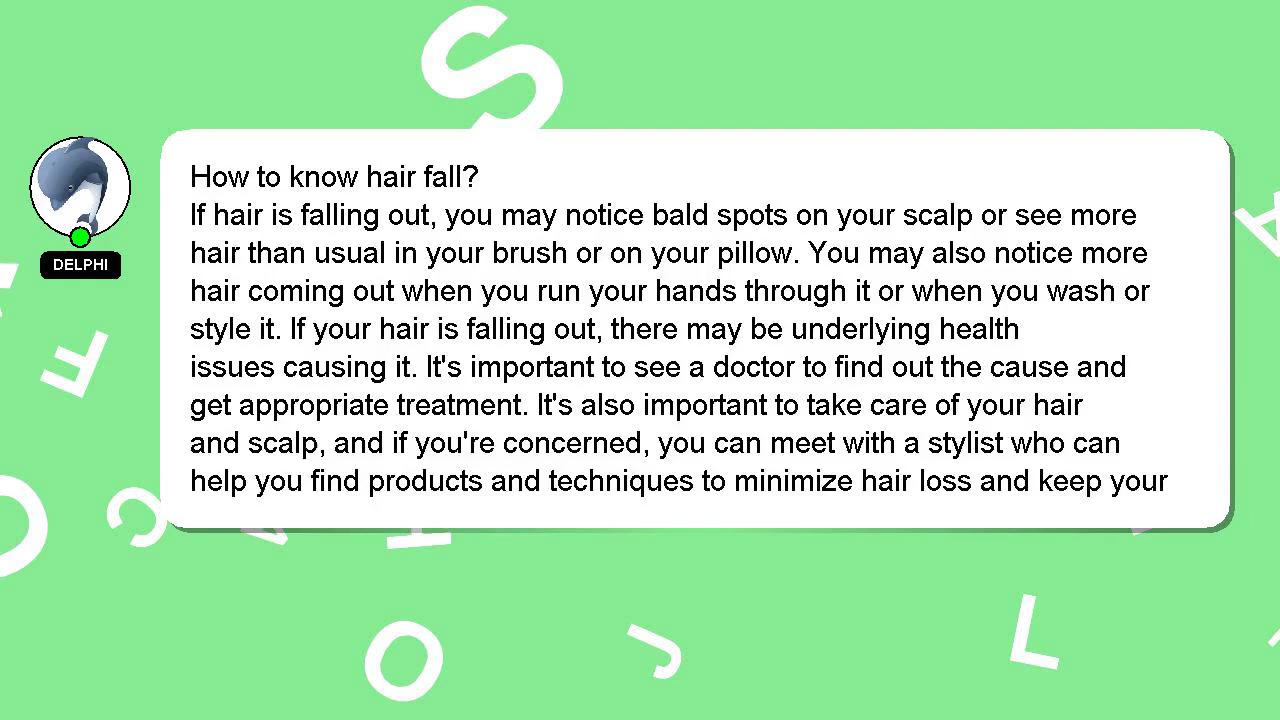 How to know hair fall?
If hair is falling out, you may notice bald spots on your scalp or see more
hair than usual in your brush or on your pillow. You may also notice more
hair coming out when you run your hands through it or when you wash or
style it. If your hair is falling out, there may be underlying health
issues causing it. It's important to see a doctor to find out the cause and
get appropriate treatment. It's also important to take care of your hair
and scalp, and if you're concerned, you can meet with a stylist who can
help you find products and techniques to minimize hair loss and keep your
DELPHI
S
F
C
O
J
L